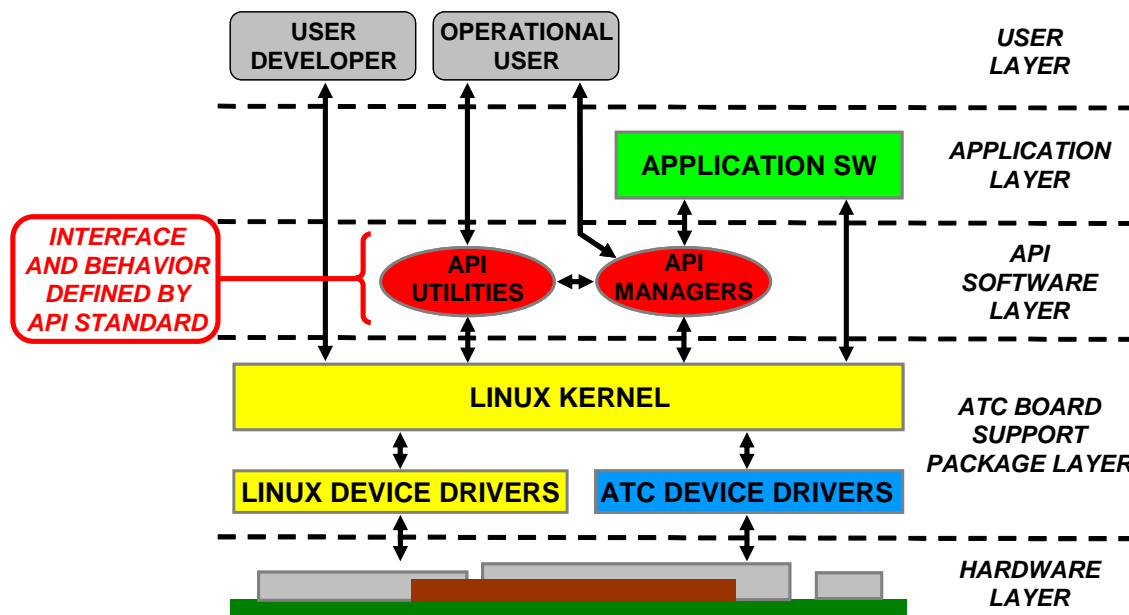 USER
DEVELOPER
OPERATIONAL
USER
USER
LAYER
APPLICATION SW
APPLICATION
LAYER
INTERFACE
AND BEHAVIOR
DEFINED BY
API STANDARD
API
UTILITIES
API
MANAGERS
API
SOFTWARE
LAYER
LINUX KERNEL
ATC BOARD
SUPPORT
PACKAGE LAYER
LINUX DEVICE DRIVERS
ATC DEVICE DRIVERS
HARDWARE
LAYER